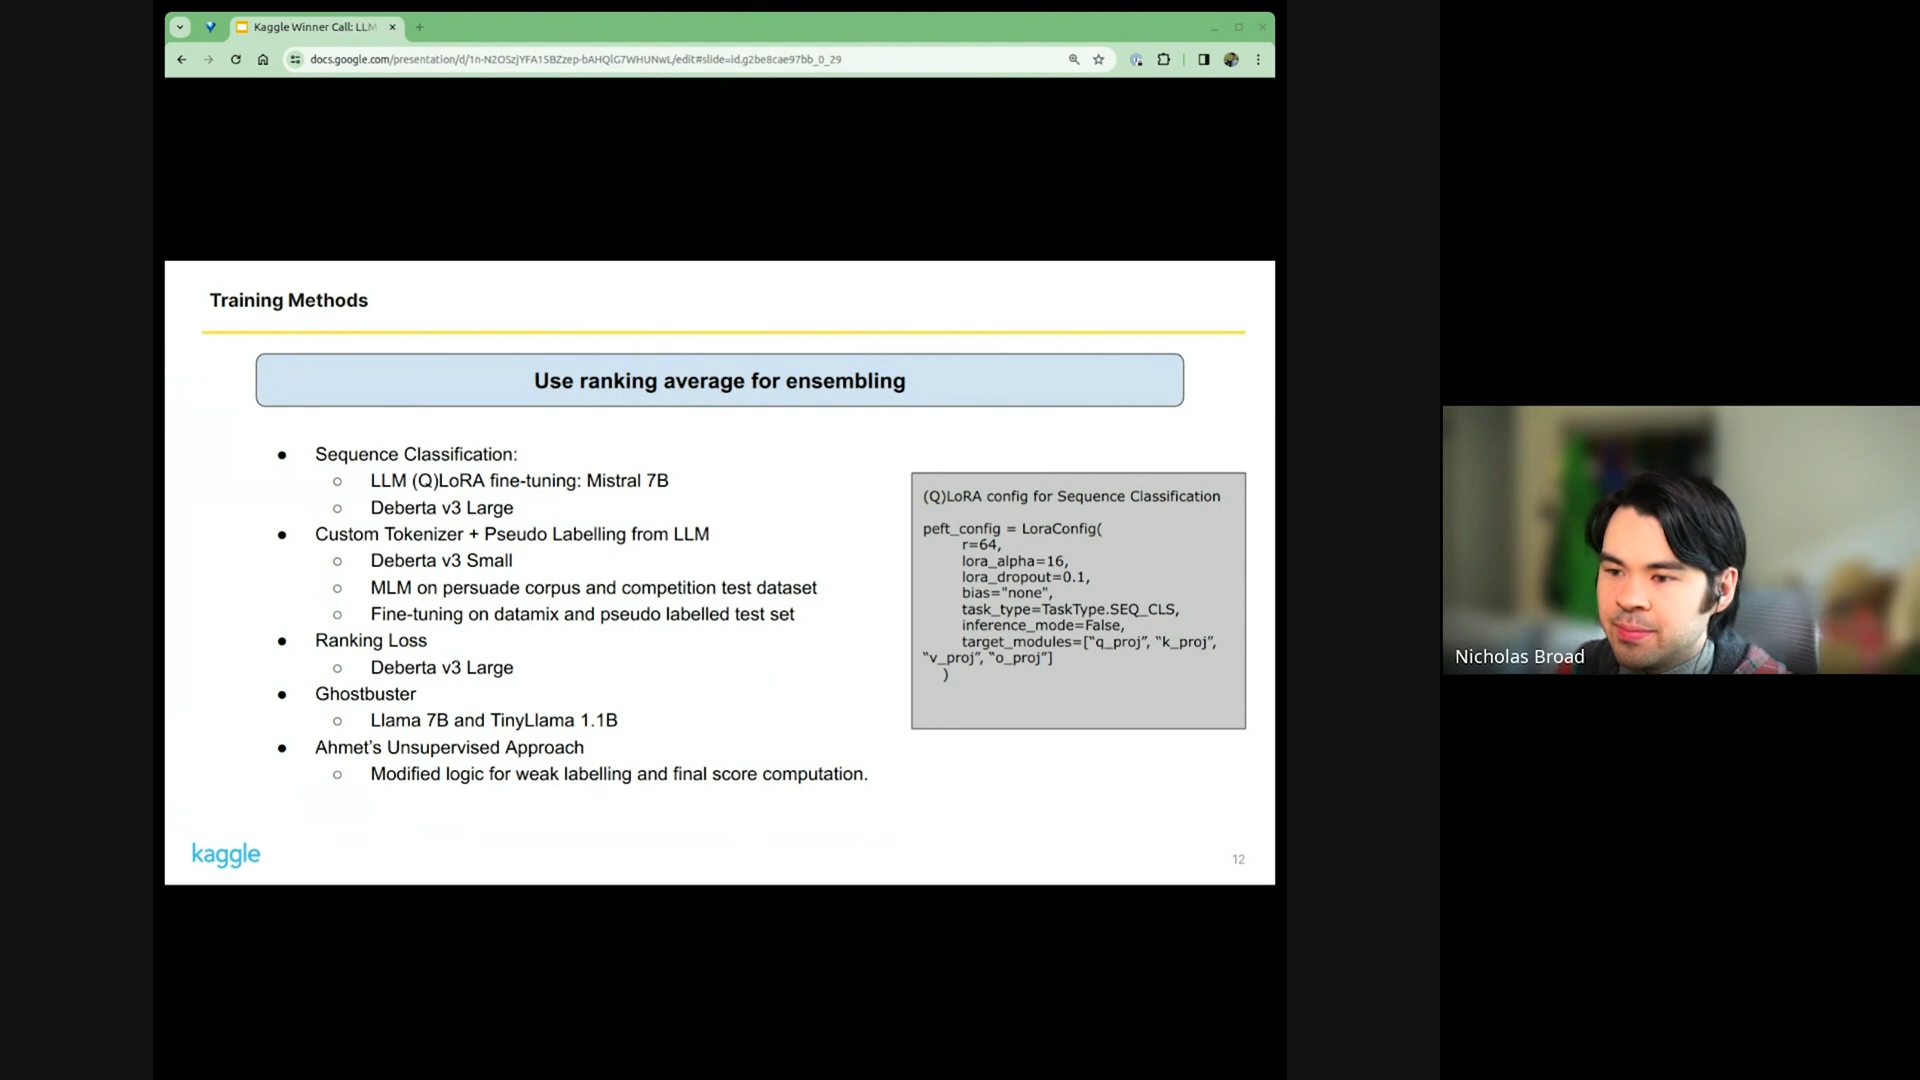 Kaggle Winner Call: LLM
docs.google.com/presentation/d/1n-N2OSzjYFA15BZzep-bAHQlG7WHUNwL/edit#slide=id.g2be8cae97bb_0_29
Training Methods
Use ranking average for ensembling
● Sequence Classification:
○ LLM (Q)LoRA fine-tuning: Mistral 7B
○ Deberta v3 Large
● Custom Tokenizer + Pseudo Labelling from LLM
○ Deberta v3 Small
○ MLM on persuade corpus and competition test dataset
○ Fine-tuning on datamix and pseudo labelled test set
● Ranking Loss
○ Deberta v3 Large
● Ghostbuster
○ Llama 7B and TinyLlama 1.1B
● Ahmet's Unsupervised Approach
○ Modified logic for weak labelling and final score computation.
(Q)LoRA config for Sequence Classification
peft_config = LoraConfig(
r=64,
lora_alpha=16,
lora_dropout=0.1,
bias="none",
task_type=TaskType.SEQ_CLS,
inference_mode=False,
target_modules=["q_proj", "k_proj",
"v_proj", "o_proj"]
)
kaggle
12
Nicholas Broad